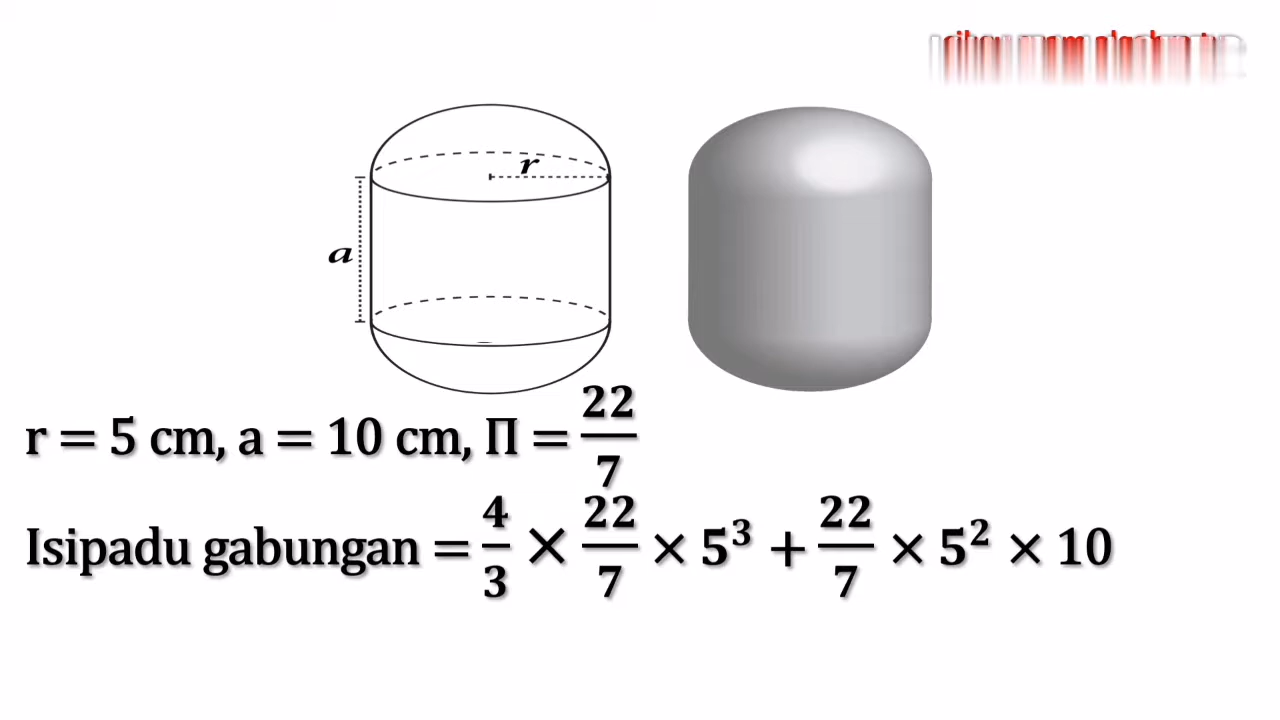 r
a
r = 5 cm, a = 10 cm, Π = 22/7
Isipadu gabungan = 4/3 × 22/7 × 5³ + 22/7 × 5² × 10